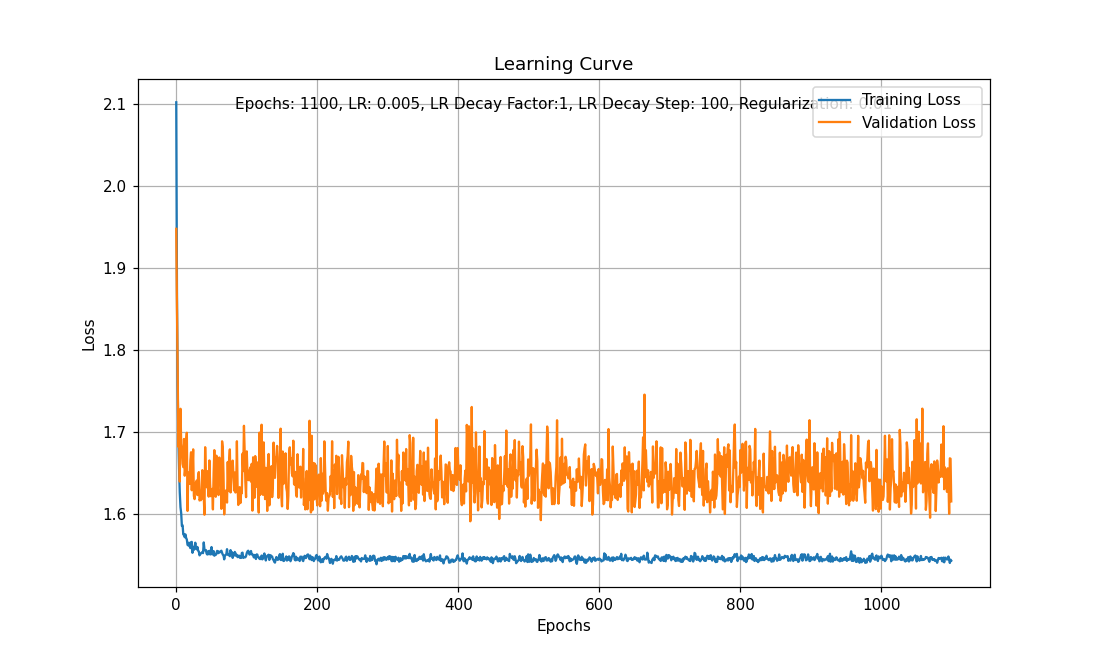 Learning Curve
Epochs: 1100, LR: 0.005, LR Decay Factor:1, LR Decay Step: 100, Regularization: 0.01
Training Loss
Validation Loss
Loss
2.1
2.0
1.9
1.8
1.7
1.6
0 200 400 600 800 1000
Epochs